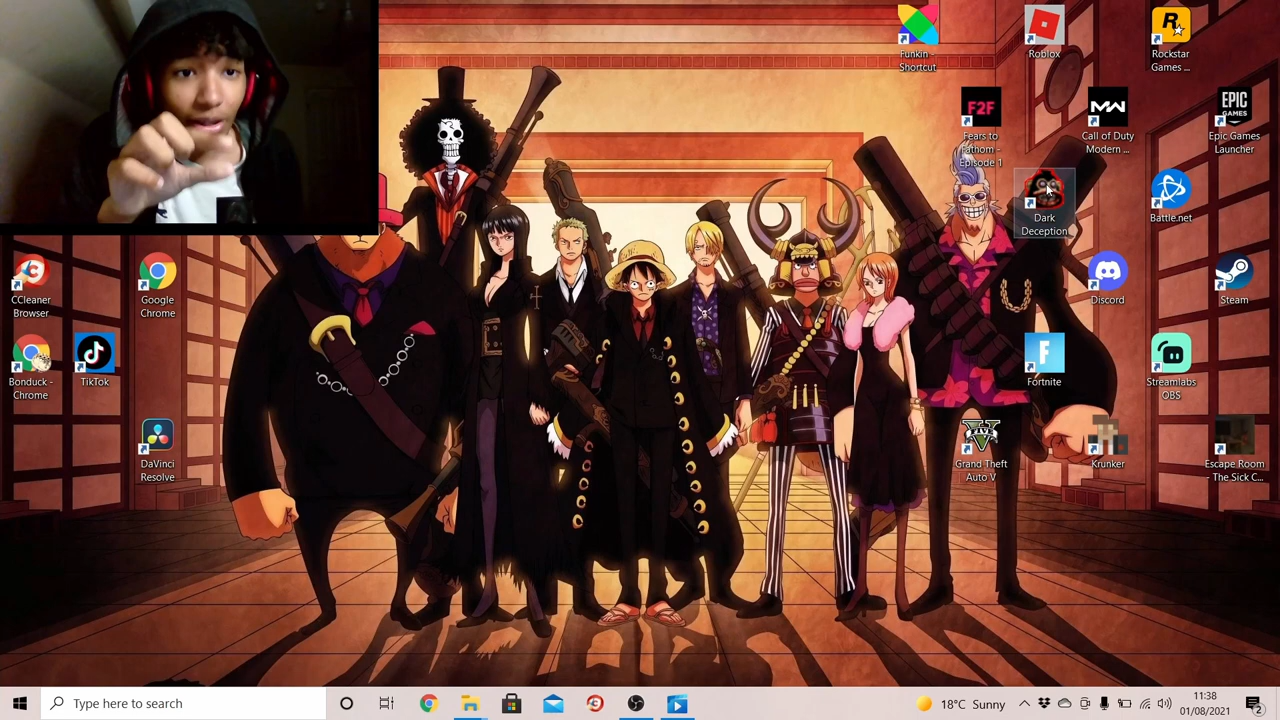 Funkin -
Shortcut
Roblox
R
Rockstar
Games ...
F2F
Fears to
Fathom -
Episode 1
Call of Duty
Modern ...
EPIC
GAMES
Epic Games
Launcher
Dark
Deception
Battle.net
CCleaner
Browser
Google
Chrome
Discord
Steam
Bonduck -
Chrome
TikTok
F
Fortnite
Streamlabs
OBS
DaVinci
Resolve
V
FIVE
Grand Theft
Auto V
Krunker
Escape Room
- The Sick C...
Type here to search
18°C Sunny
11:38
01/08/2021
2